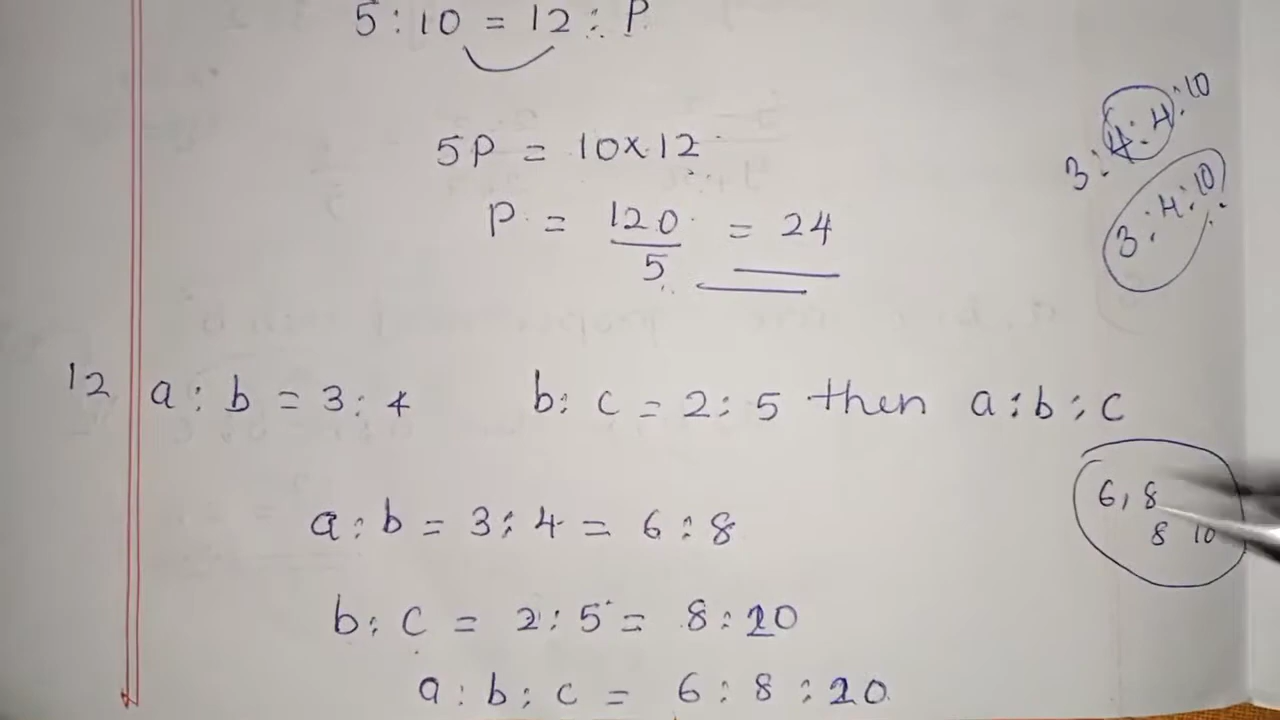 5 : 10 = 12 : P
5P = 10 x 12
P = 120/5 = 24
3 : 4 : 4 : 10
3 : 4 : 10
12 a : b = 3 : 4 b : c = 2 : 5 then a : b : c
6, 8
8 10
a : b = 3 : 4 = 6 : 8
b : c = 2 : 5 = 8 : 20
a : b : c = 6 : 8 : 20